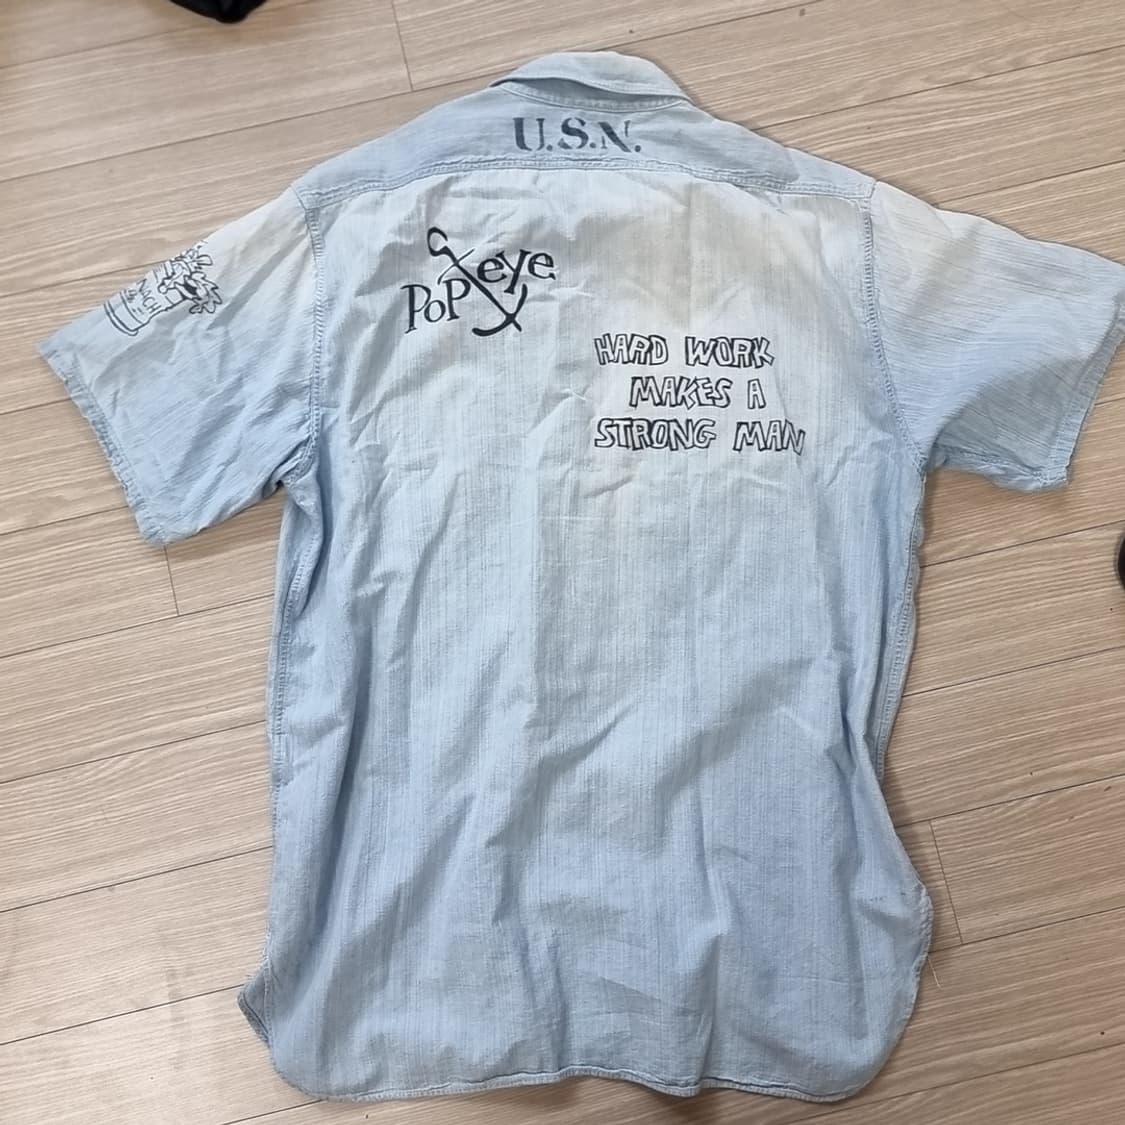 U.S.N.
PoPeye
HARD WORK
MAKES A
STRONG MAN